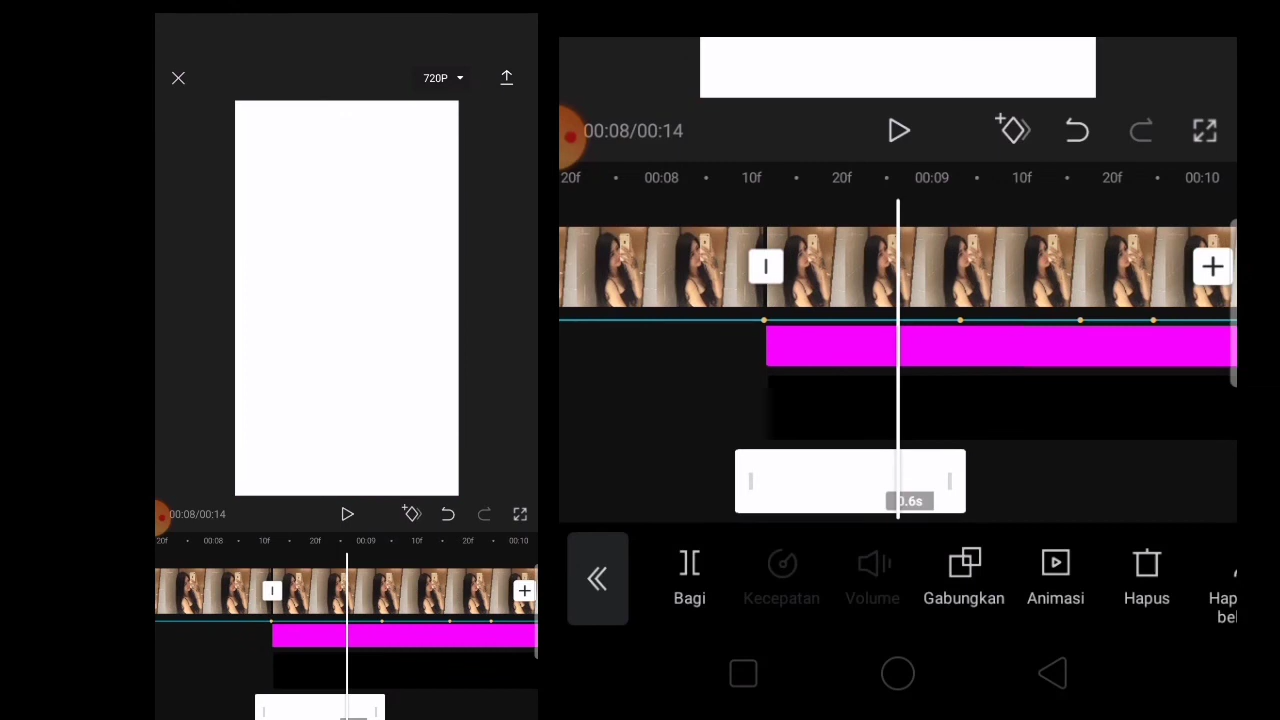 720P
00:08/00:14
20f 00:08 10f 20f 00:09 10f 20f 00:10
00:08/00:14
20f 00:08 10f 20f 00:09 10f 20f 00:10
0.6s
Bagi Kecepatan Volume Gabungkan Animasi Hapus Hap
bel